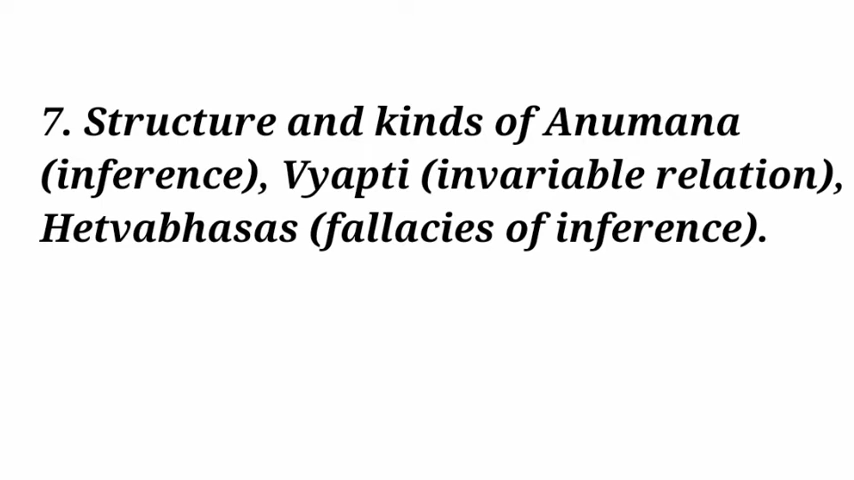 7. Structure and kinds of Anumana
(inference), Vyapti (invariable relation),
Hetvabhasas (fallacies of inference).